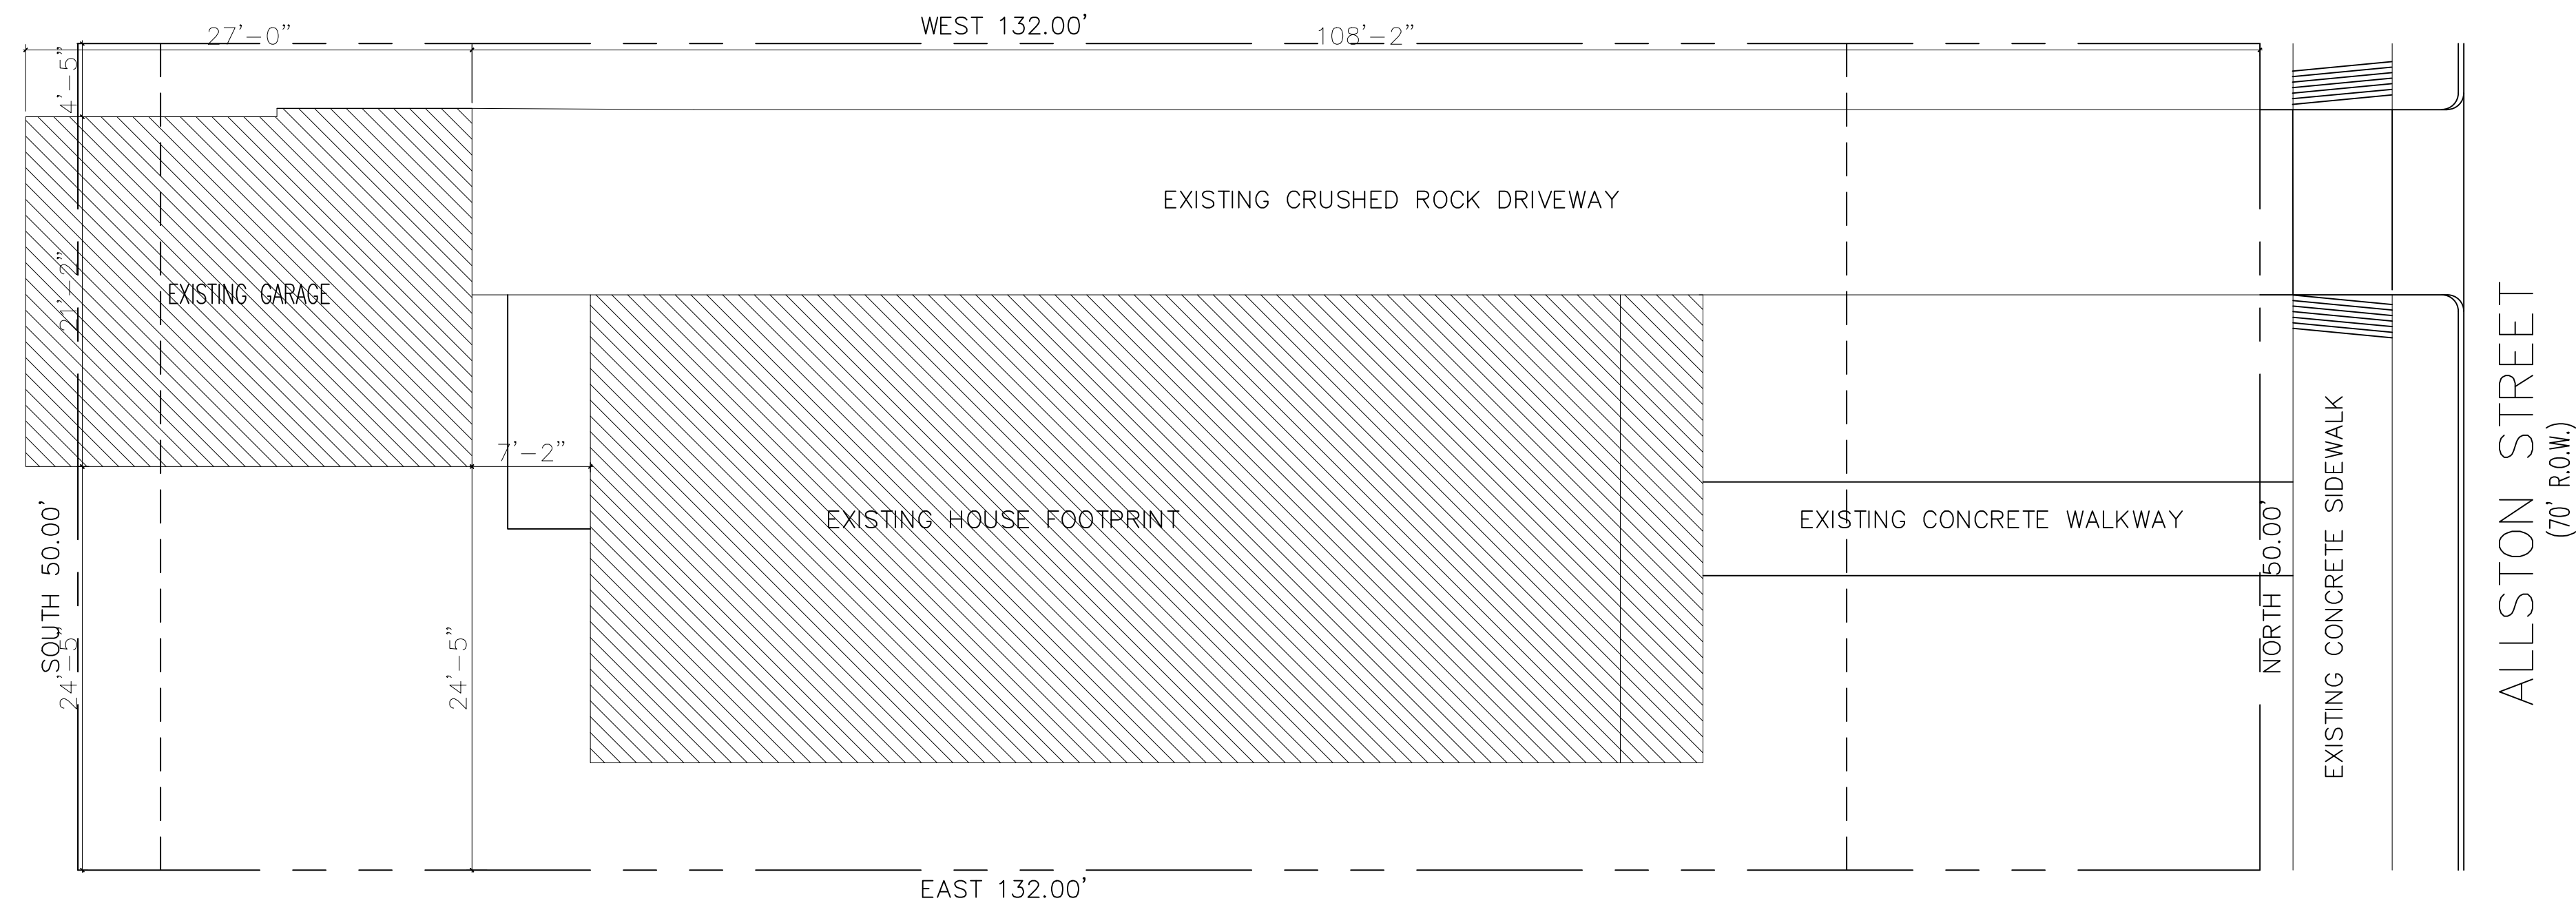 WEST 132.00'
27'-0"
108'-2"
4'-5"
EXISTING CRUSHED ROCK DRIVEWAY
21'-2"
EXISTING GARAGE
7'-2"
EXISTING HOUSE FOOTPRINT
EXISTING CONCRETE WALKWAY
SOUTH 50.00'
24'-5"
24'-5"
NORTH 50.00'
EXISTING CONCRETE SIDEWALK
ALLSTON STREET
(70' R.O.W.)
EAST 132.00'